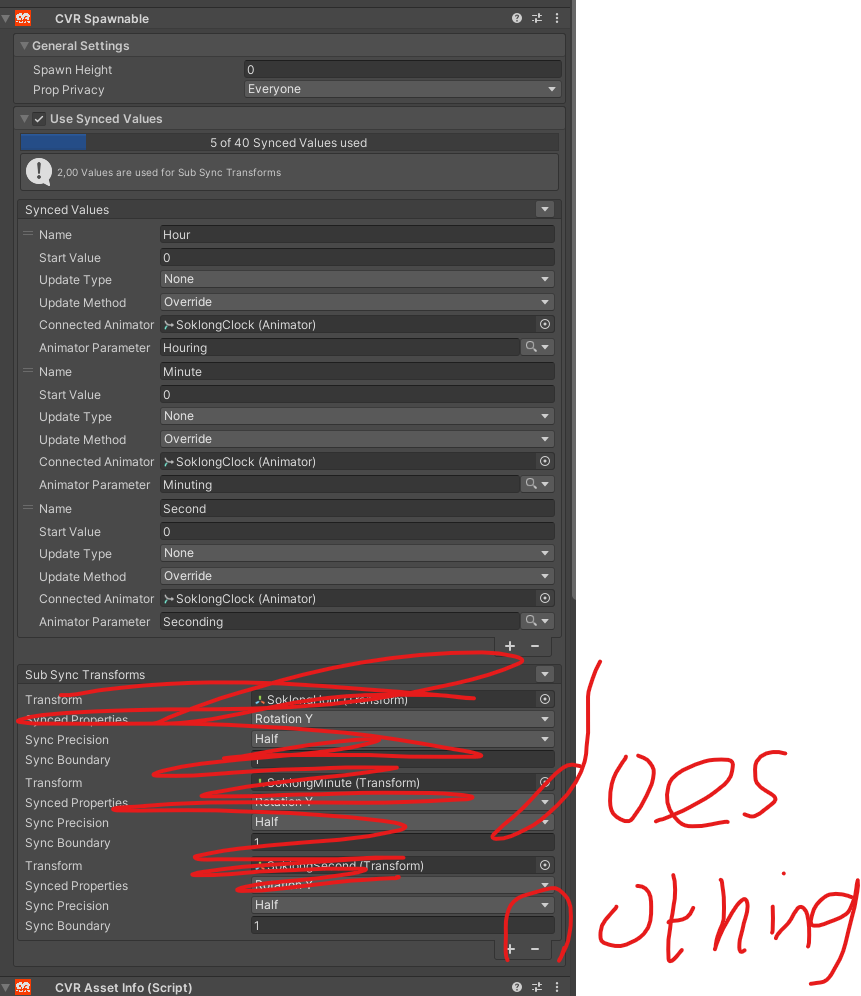 CVR Spawnable
General Settings
Spawn Height 0
Prop Privacy Everyone
Use Synced Values
5 of 40 Synced Values used
2,00 Values are used for Sub Sync Transforms
Synced Values
Name Hour
Start Value 0
Update Type None
Update Method Override
Connected Animator SoklongClock (Animator)
Animator Parameter Houring
Name Minute
Start Value 0
Update Type None
Update Method Override
Connected Animator SoklongClock (Animator)
Animator Parameter Minuting
Name Second
Start Value 0
Update Type None
Update Method Override
Connected Animator SoklongClock (Animator)
Animator Parameter Seconding
+ −
Sub Sync Transforms
Transform SoklongHour (Transform)
Synced Properties Rotation Y
Sync Precision Half
Sync Boundary 1
Transform SoklongMinute (Transform)
Synced Properties Rotation Y
Sync Precision Half
Sync Boundary 1
Transform SoklongSecond (Transform)
Synced Properties Rotation Y
Sync Precision Half
Sync Boundary 1
+ −
does
nothing
CVR Asset Info (Script)